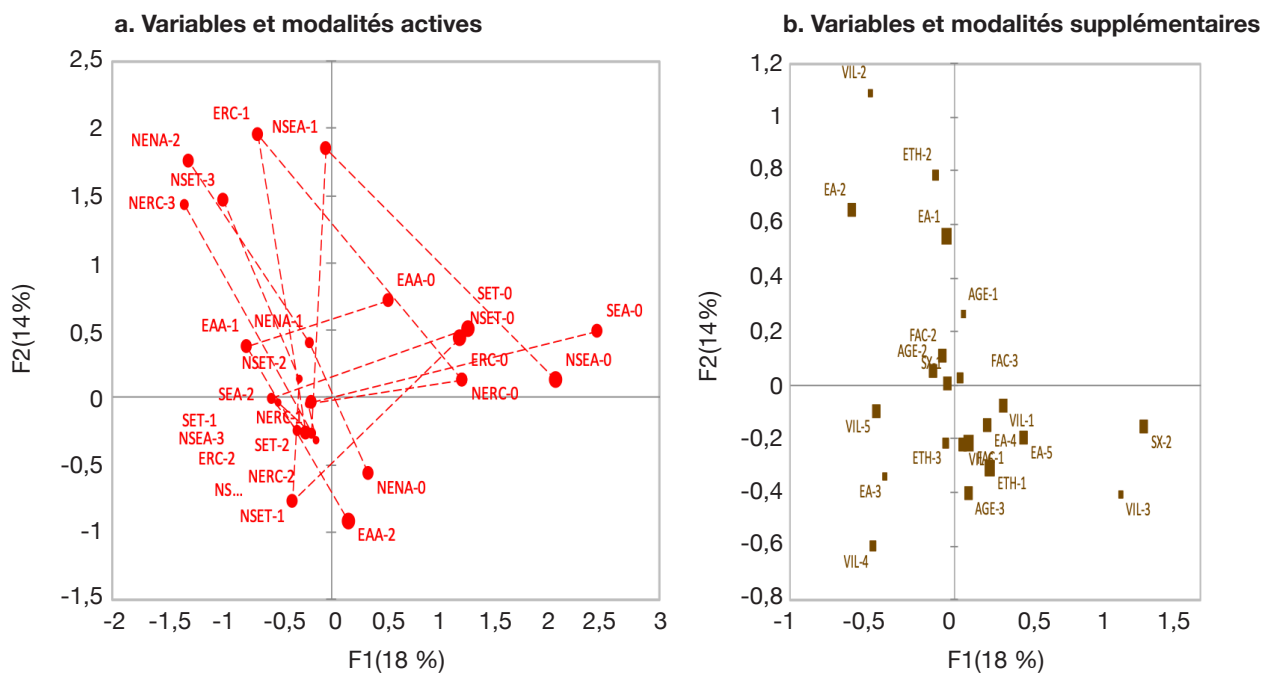 a. Variables et modalités actives
2,5
2
1,5
1
0,5
0
-0,5
-1
-1,5
F2(14%)
-2
-1,5
-1
-0,5
0
0,5
1
1,5
2
2,5
3
F1(18 %)
ERC-1
NSEA-1
NENA-2
NSET-3
NERC-3
EAA-0
SET-0
NSET-0
SEA-0
EAA-1
NENA-1
NSET-2
ERC-0
NSEA-0
SEA-2
NERC-0
SET-1
NERC-1
NSEA-3
SET-2
ERC-2
NERC-2
NENA-0
NS...
NSET-1
EAA-2
b. Variables et modalités supplémentaires
1,2
1
0,8
0,6
0,4
0,2
0
-0,2
-0,4
-0,6
-0,8
F2(14%)
-1
-0,5
0
0,5
1
1,5
F1(18 %)
VIL-2
ETH-2
EA-2
EA-1
AGE-1
FAC-2
AGE-2
FAC-3
SX-1
VIL-5
VIL-1
SX-2
EA-4
EA-5
ETH-3
FAC-1
EA-3
ETH-1
AGE-3
VIL-3
VIL-4